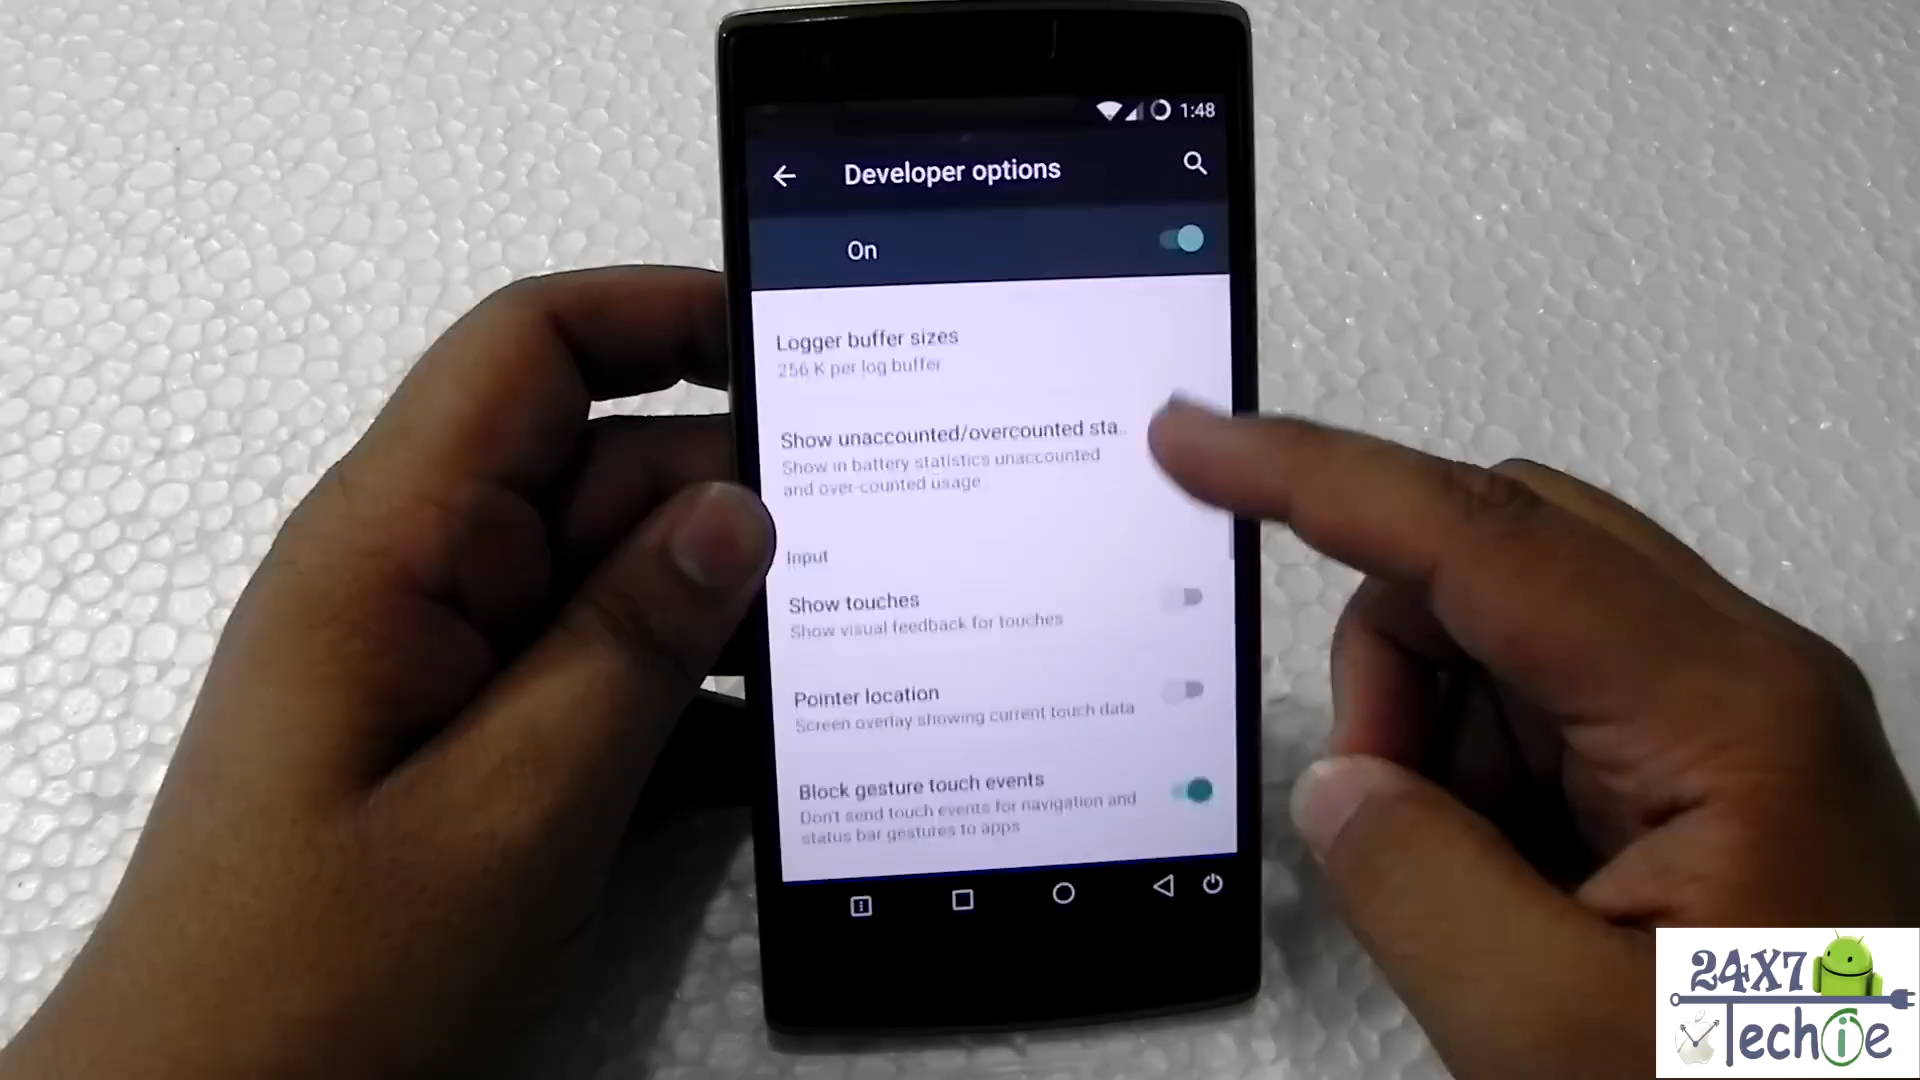 1:48
Developer options
On
Logger buffer sizes
256 K per log buffer
Show unaccounted/overcounted sta..
Show in battery statistics unaccounted
and over-counted usage
Input
Show touches
Show visual feedback for touches
Pointer location
Screen overlay showing current touch data
Block gesture touch events
Don't send touch events for navigation and
status bar gestures to apps
24X7
Techie